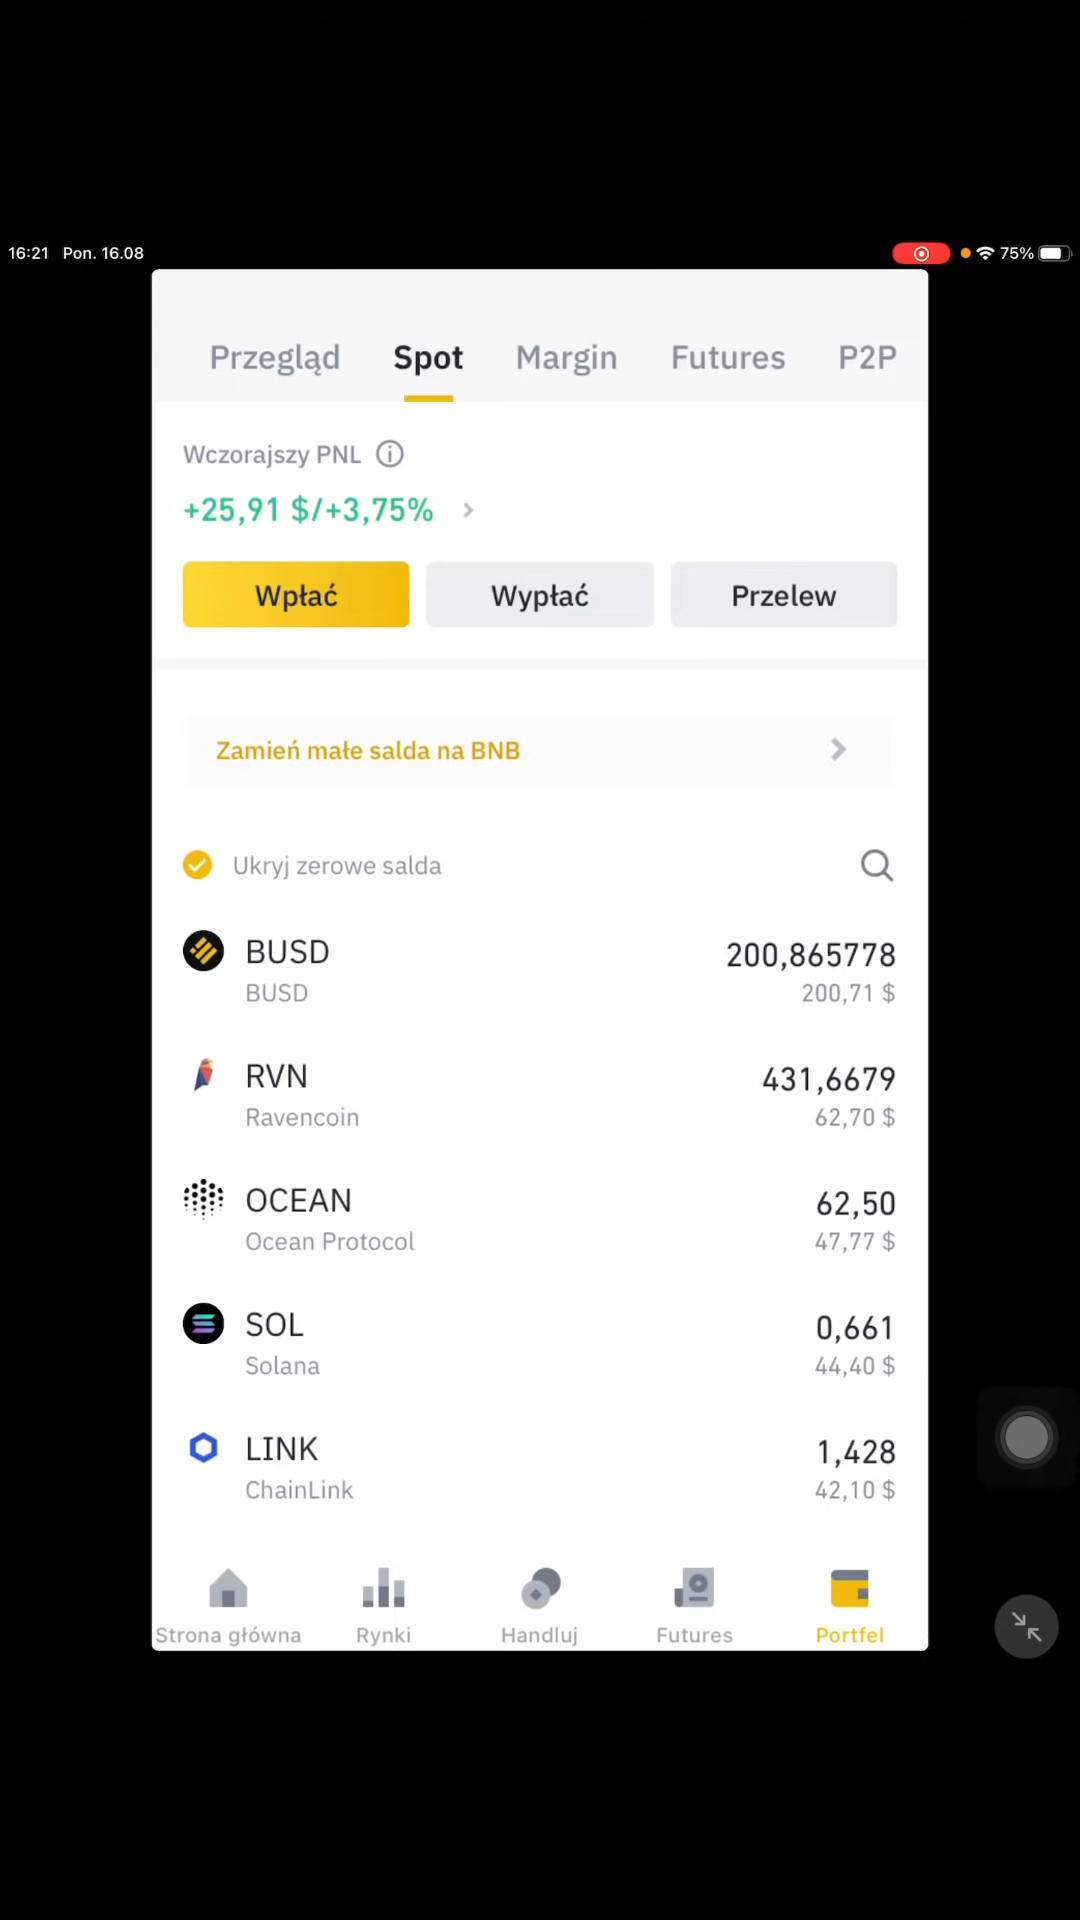 16:21 Pon. 16.08 75%
Przegląd Spot Margin Futures P2P
Wczorajszy PNL
+25,91 $/+3,75%
Wpłać Wypłać Przelew
Zamień małe salda na BNB
Ukryj zerowe salda
BUSD 200,865778
BUSD 200,71 $
RVN 431,6679
Ravencoin 62,70 $
OCEAN 62,50
Ocean Protocol 47,77 $
SOL 0,661
Solana 44,40 $
LINK 1,428
ChainLink 42,10 $
Strona główna Rynki Handluj Futures Portfel